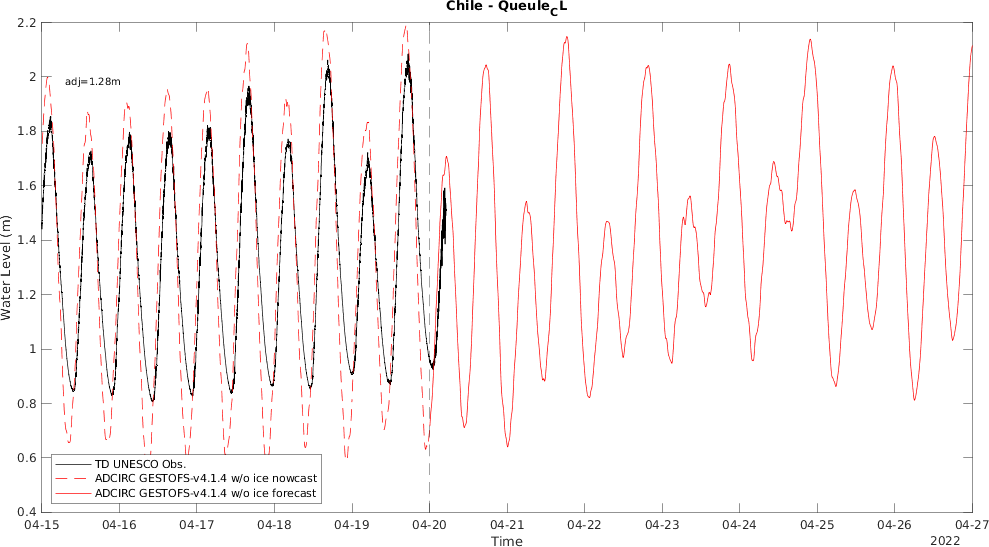 Chile - Queule_CL
2.2
2
1.8
1.6
1.4
1.2
1
0.8
0.6
0.4
Water Level (m)
adj=1.28m
TD UNESCO Obs.
ADCIRC GESTOFS-v4.1.4 w/o ice nowcast
ADCIRC GESTOFS-v4.1.4 w/o ice forecast
04-15 04-16 04-17 04-18 04-19 04-20 04-21 04-22 04-23 04-24 04-25 04-26 04-27
Time
2022